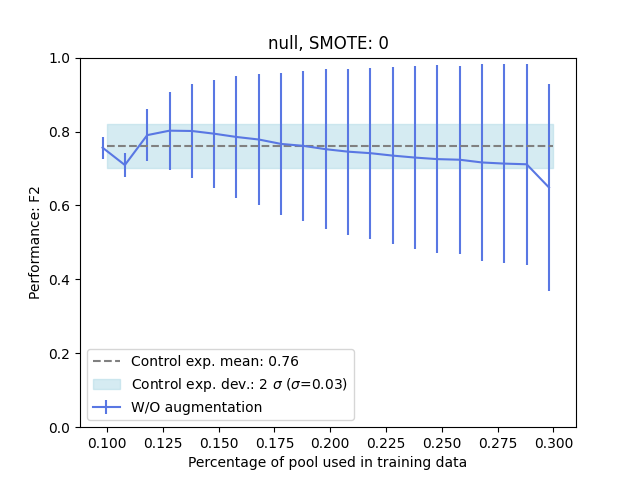 null, SMOTE: 0
1.0
0.8
0.6
0.4
0.2
0.0
Performance: F2
Control exp. mean: 0.76
Control exp. dev.: 2 σ (σ=0.03)
W/O augmentation
0.100 0.125 0.150 0.175 0.200 0.225 0.250 0.275 0.300
Percentage of pool used in training data